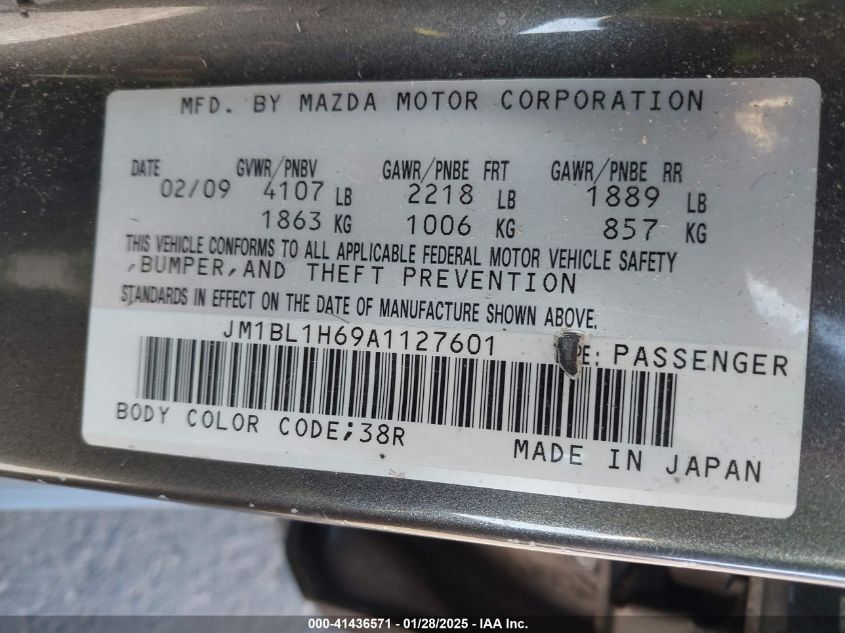 MFD. BY MAZDA MOTOR CORPORATION
DATE GVWR/PNBV GAWR/PNBE FRT GAWR/PNBE RR
02/09 4107 LB 2218 LB 1889 LB
1863 KG 1006 KG 857 KG
THIS VEHICLE CONFORMS TO ALL APPLICABLE FEDERAL MOTOR VEHICLE SAFETY
,BUMPER,AND THEFT PREVENTION
STANDARDS IN EFFECT ON THE DATE OF MANUFACTURE SHOWN ABOVE.
JM1BL1H69A1127601 PASSENGER
BODY COLOR CODE;38R
MADE IN JAPAN
000-41436571 - 01/28/2025 - IAA Inc.